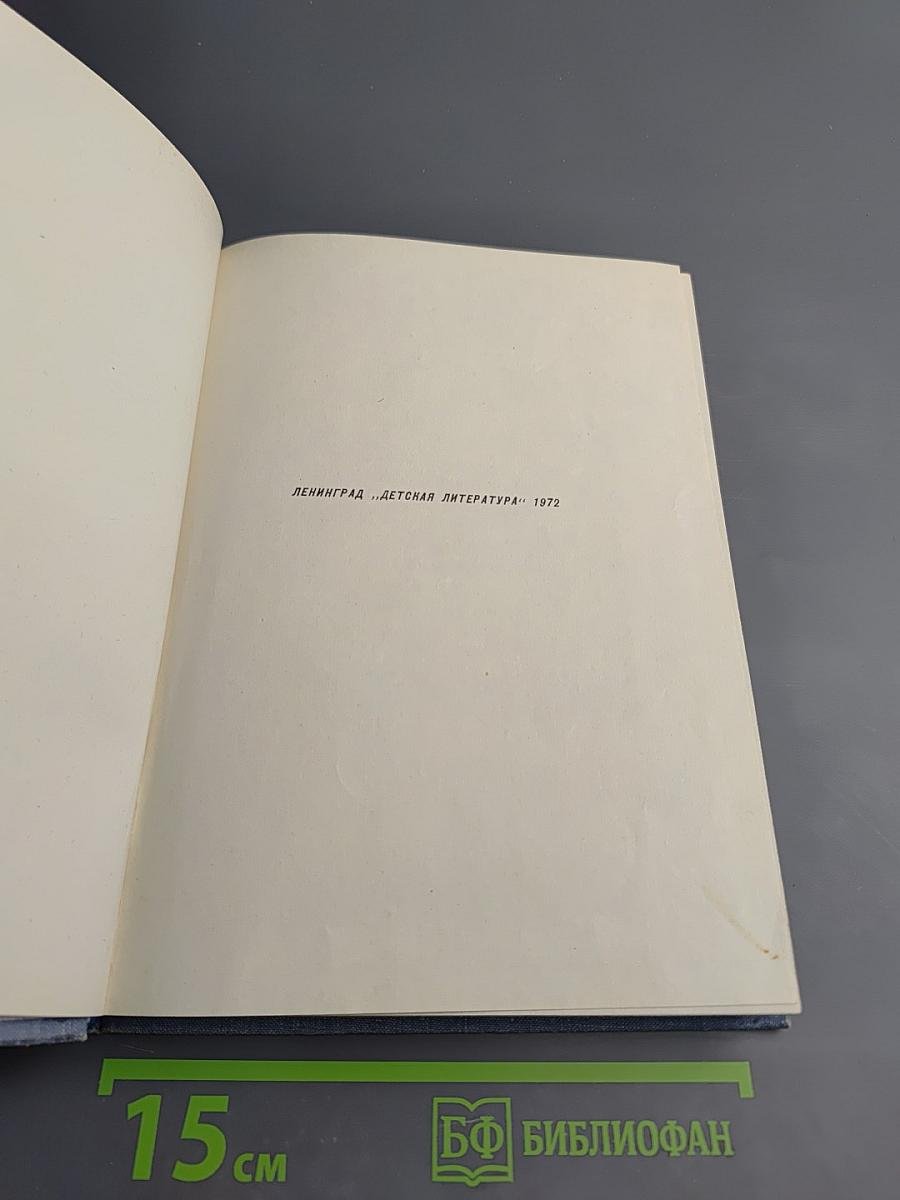 ЛЕНИНГРАД „ДЕТСКАЯ ЛИТЕРАТУРА“ 1972
15 СМ
БФ БИБЛИОФАН